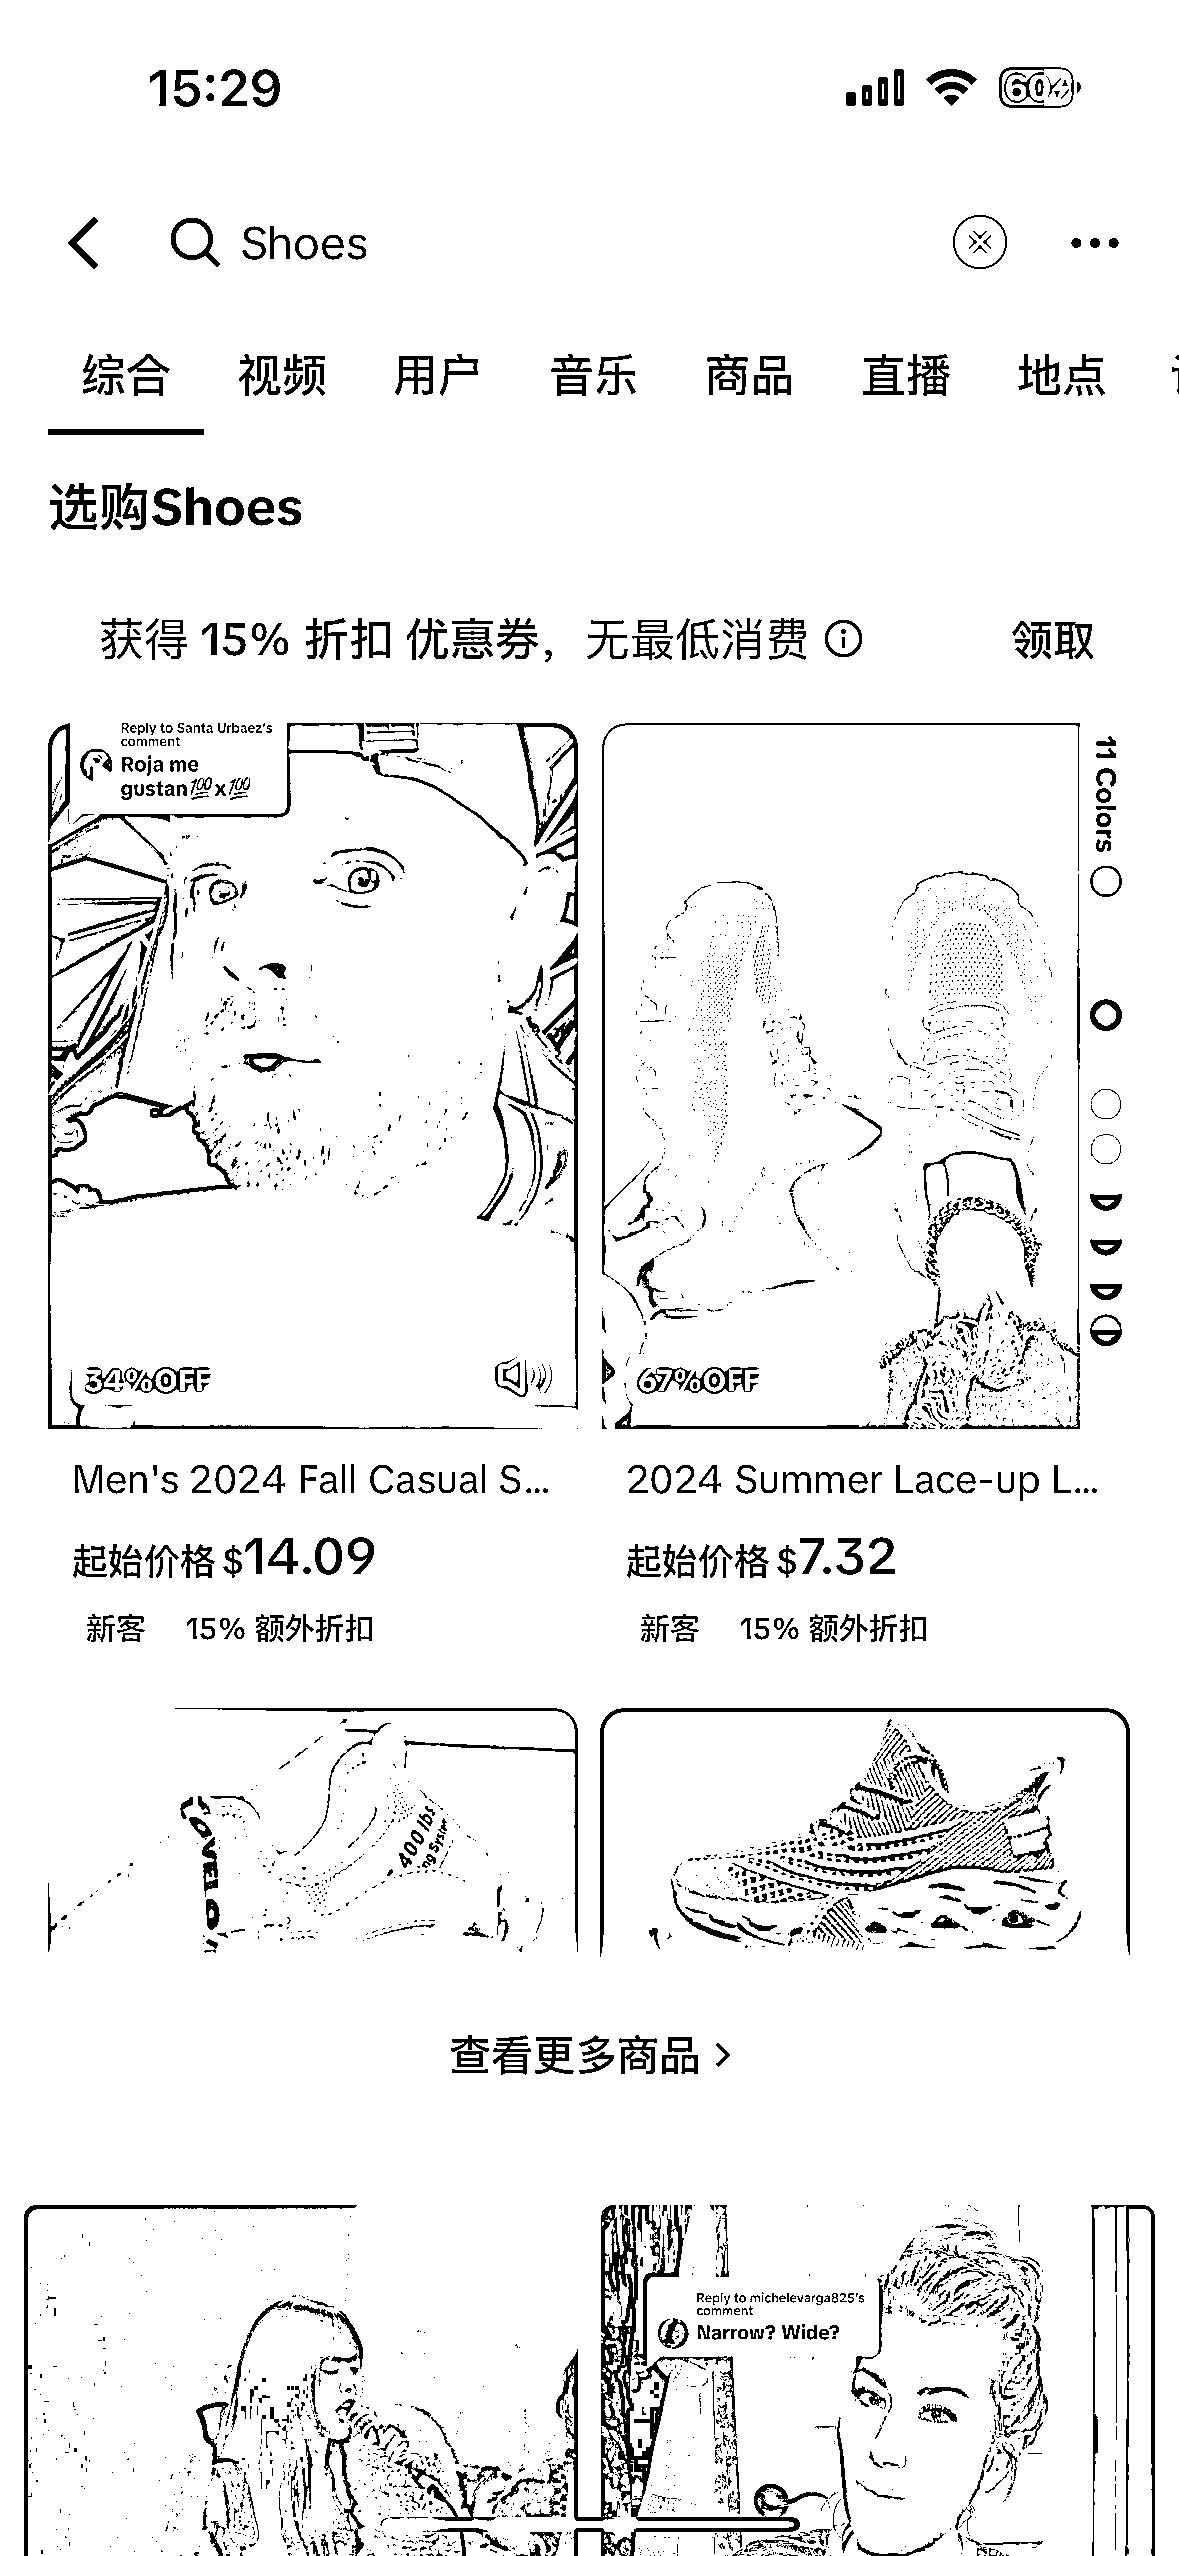 15:29
60
Shoes
综合 视频 用户 音乐 商品 直播 地点
选购Shoes
获得 15% 折扣 优惠券，无最低消费 领取
Reply to Santa Urbaez's
comment
Roja me
gustan💯x💯
34%OFF
11 Colors
67%OFF
Men's 2024 Fall Casual S...
起始价格 $14.09
新客 15% 额外折扣
2024 Summer Lace-up L...
起始价格 $7.32
新客 15% 额外折扣
400 lbs
查看更多商品 >
Reply to michelevarga825's
comment
Narrow? Wide?